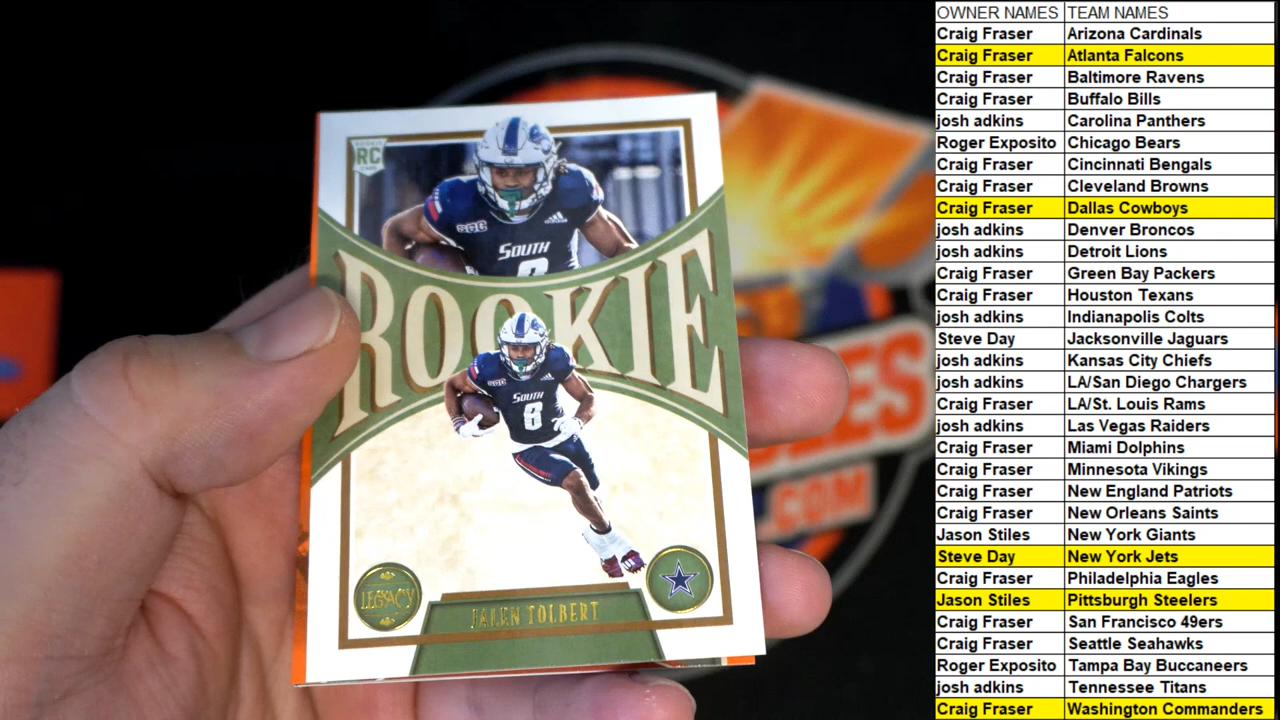 ROOKIE
RC
SOUTH
8
ROOKIE
SOUTH
8
LEGACY
JALEN TOLBERT
ES
.COM
OWNER NAMES TEAM NAMES
Craig Fraser Arizona Cardinals
Craig Fraser Atlanta Falcons
Craig Fraser Baltimore Ravens
Craig Fraser Buffalo Bills
josh adkins Carolina Panthers
Roger Exposito Chicago Bears
Craig Fraser Cincinnati Bengals
Craig Fraser Cleveland Browns
Craig Fraser Dallas Cowboys
josh adkins Denver Broncos
josh adkins Detroit Lions
Craig Fraser Green Bay Packers
Craig Fraser Houston Texans
josh adkins Indianapolis Colts
Steve Day Jacksonville Jaguars
josh adkins Kansas City Chiefs
josh adkins LA/San Diego Chargers
Craig Fraser LA/St. Louis Rams
josh adkins Las Vegas Raiders
Craig Fraser Miami Dolphins
Craig Fraser Minnesota Vikings
Craig Fraser New England Patriots
Craig Fraser New Orleans Saints
Jason Stiles New York Giants
Steve Day New York Jets
Craig Fraser Philadelphia Eagles
Jason Stiles Pittsburgh Steelers
Craig Fraser San Francisco 49ers
Craig Fraser Seattle Seahawks
Roger Exposito Tampa Bay Buccaneers
josh adkins Tennessee Titans
Craig Fraser Washington Commanders